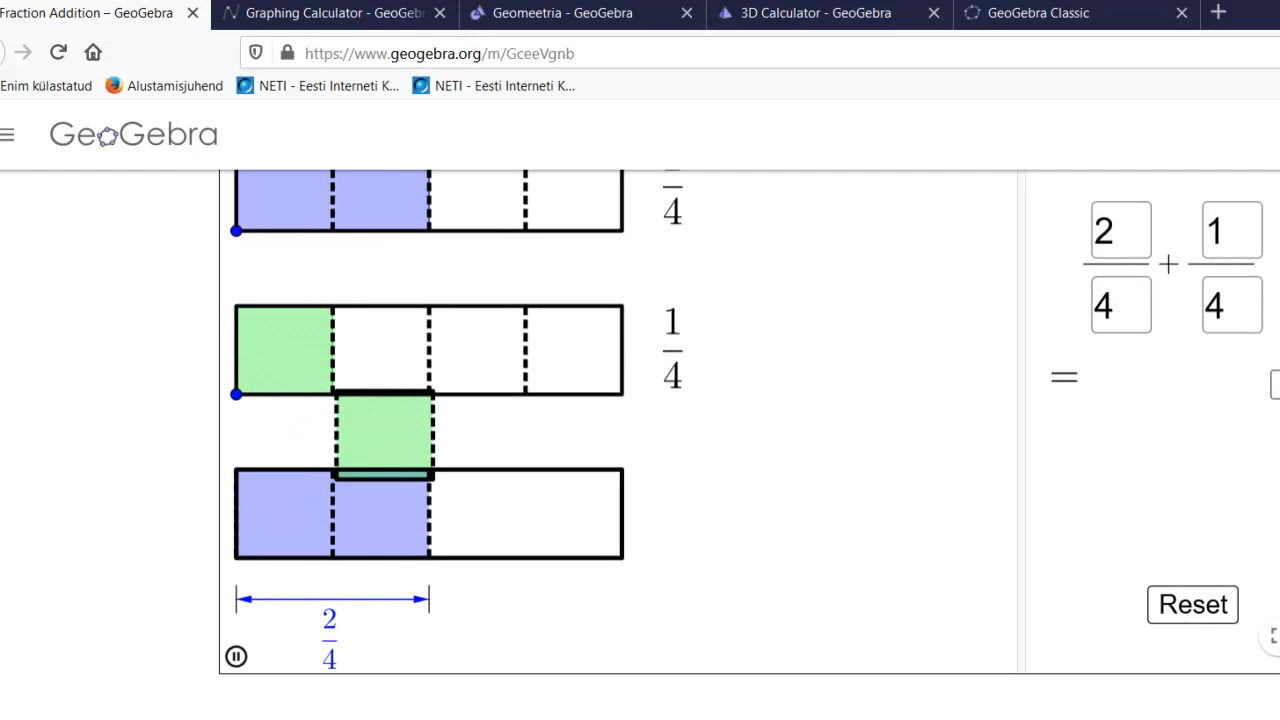 Fraction Addition – GeoGebra
Graphing Calculator - GeoGeb
Geomeetria - GeoGebra
3D Calculator - GeoGebra
GeoGebra Classic
https://www.geogebra.org/m/GceeVgnb
Enim külastatud
Alustamisjuhend
NETI - Eesti Interneti K...
NETI - Eesti Interneti K...
GeoGebra
4
1
4
2
4
2
4
+
1
4
=
Reset